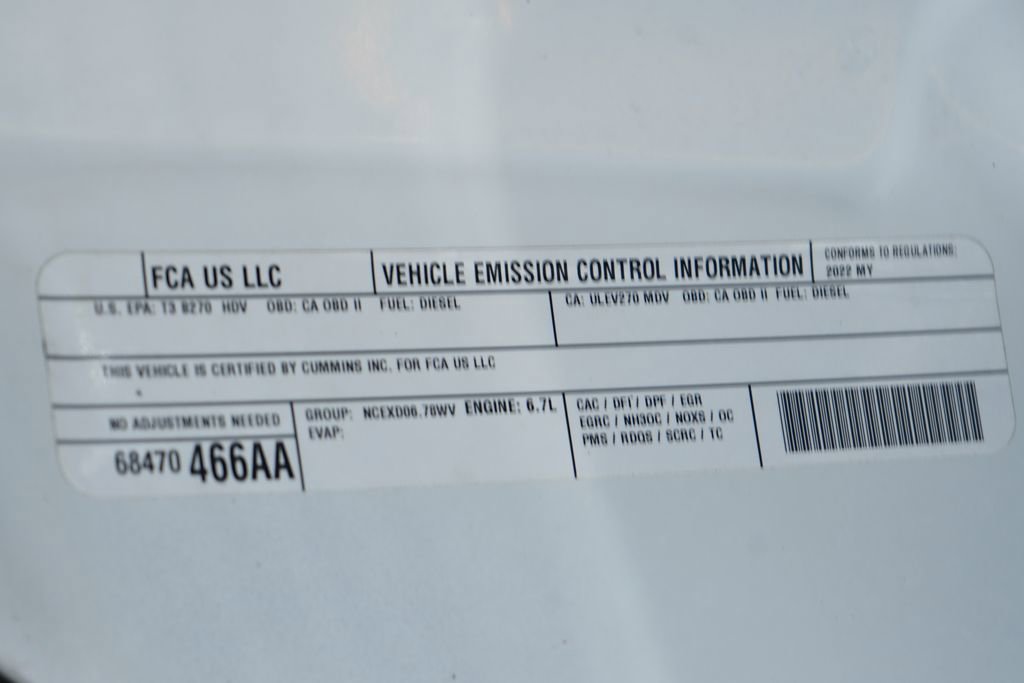 FCA US LLC
VEHICLE EMISSION CONTROL INFORMATION
CONFORMS TO REGULATIONS:
2022 MY
U.S. EPA: T3 B270 HDV OBD: CA OBD II FUEL: DIESEL
CA: ULEV270 MDV OBD: CA OBD II FUEL: DIESEL
THIS VEHICLE IS CERTIFIED BY CUMMINS INC. FOR FCA US LLC
NO ADJUSTMENTS NEEDED
68470 466AA
GROUP: NCEXD06.78WV ENGINE: 6.7L
EVAP:
CAC / DFI / DPF / EGR
EGRC / NH3OC / NOXS / OC
PMS / RDQS / SCRC / TC